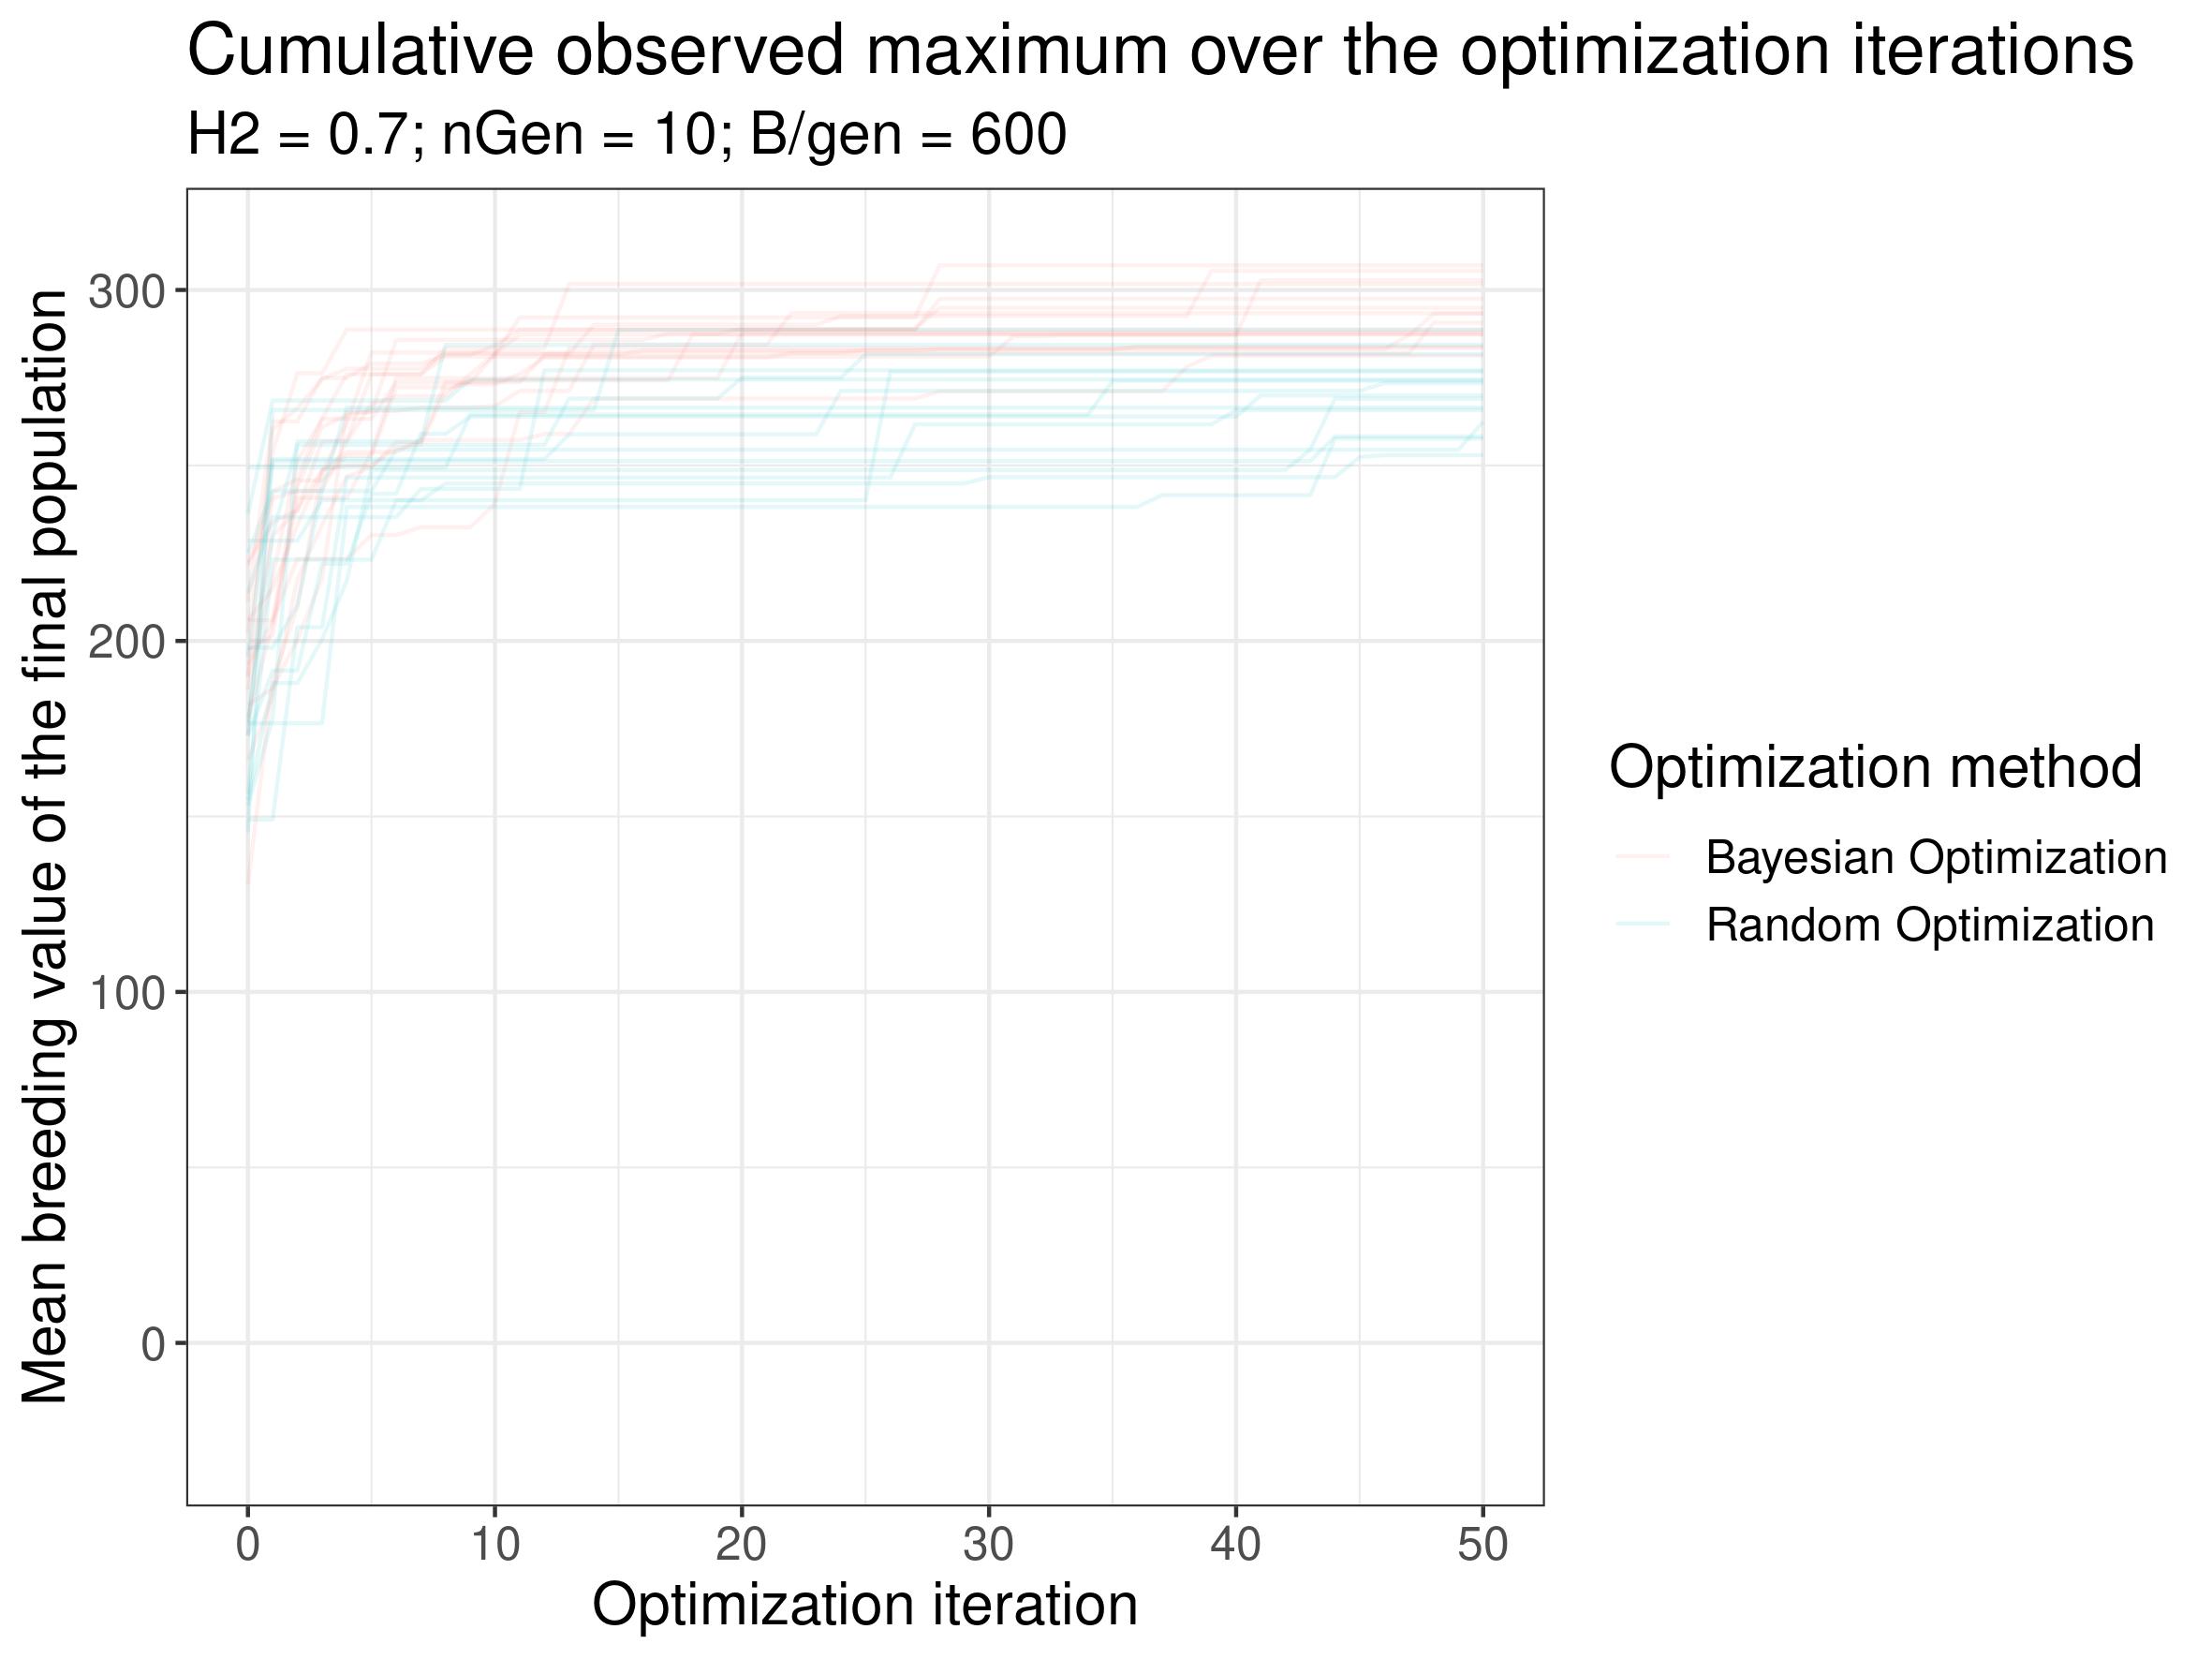 Cumulative observed maximum over the optimization iterations
H2 = 0.7; nGen = 10; B/gen = 600
Mean breeding value of the final population
300
200
100
0
0 10 20 30 40 50
Optimization iteration
Optimization method
Bayesian Optimization
Random Optimization